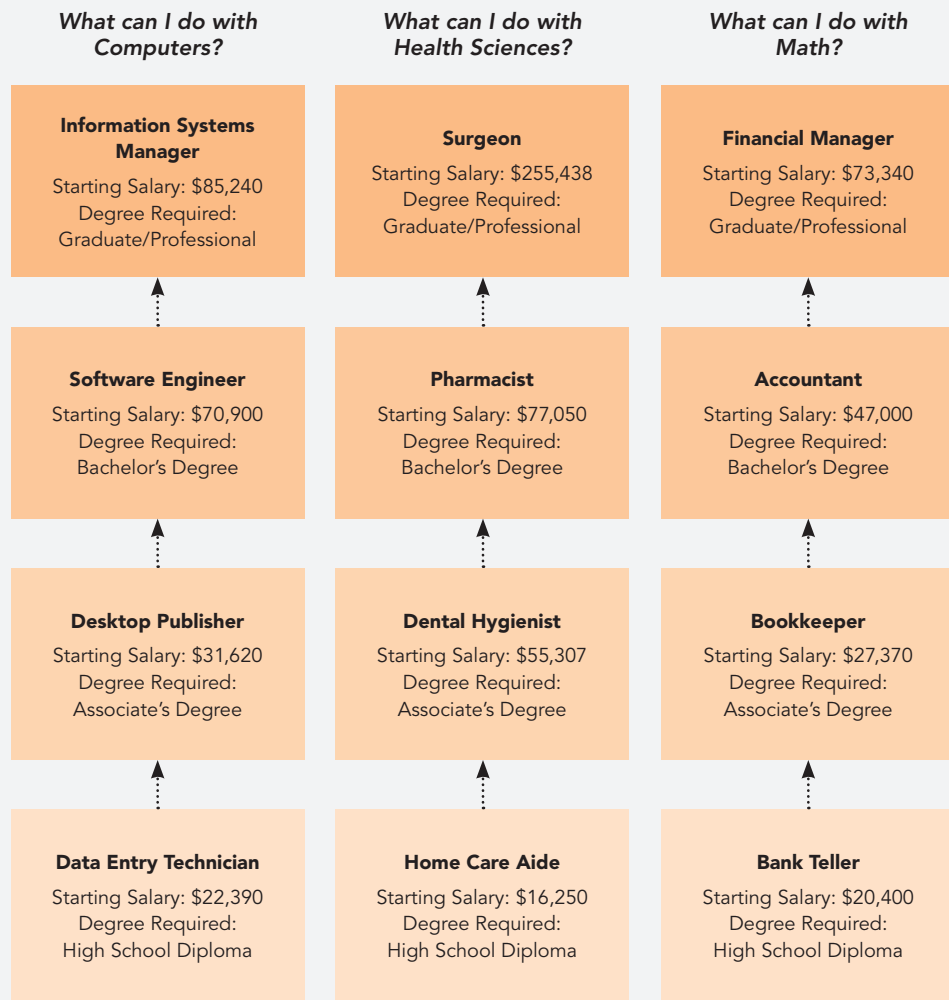 What can I do with
Computers?
What can I do with
Health Sciences?
What can I do with
Math?
Information Systems
Manager
Starting Salary: $85,240
Degree Required:
Graduate/Professional
Surgeon
Starting Salary: $255,438
Degree Required:
Graduate/Professional
Financial Manager
Starting Salary: $73,340
Degree Required:
Graduate/Professional
Software Engineer
Starting Salary: $70,900
Degree Required:
Bachelor’s Degree
Pharmacist
Starting Salary: $77,050
Degree Required:
Bachelor’s Degree
Accountant
Starting Salary: $47,000
Degree Required:
Bachelor’s Degree
Desktop Publisher
Starting Salary: $31,620
Degree Required:
Associate’s Degree
Dental Hygienist
Starting Salary: $55,307
Degree Required:
Associate’s Degree
Bookkeeper
Starting Salary: $27,370
Degree Required:
Associate’s Degree
Data Entry Technician
Starting Salary: $22,390
Degree Required:
High School Diploma
Home Care Aide
Starting Salary: $16,250
Degree Required:
High School Diploma
Bank Teller
Starting Salary: $20,400
Degree Required:
High School Diploma